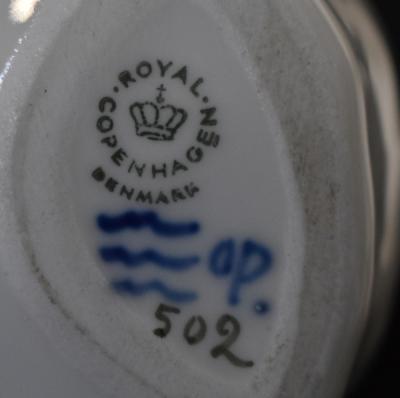 ROYAL
COPENHAGEN
DENMARK
op.
502